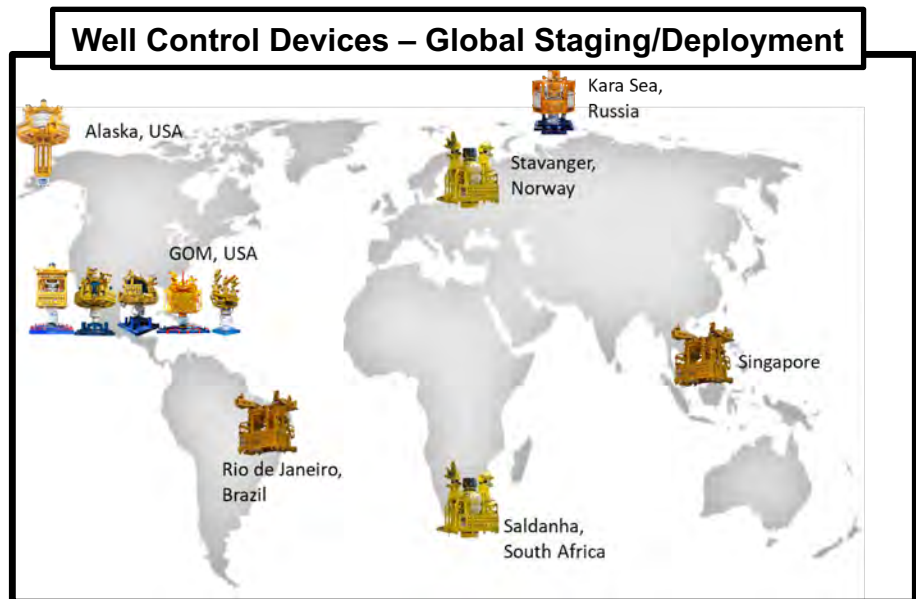 Well Control Devices – Global Staging/Deployment
Kara Sea,
Russia
Alaska, USA
Stavanger,
Norway
GOM, USA
Singapore
Rio de Janeiro,
Brazil
Saldanha,
South Africa